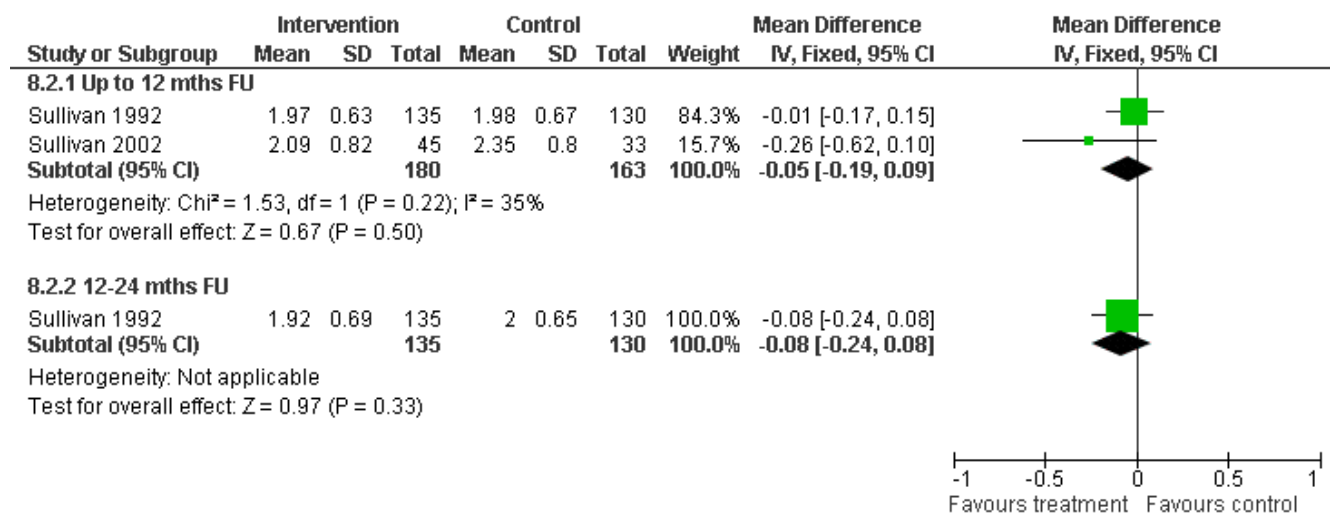 Intervention Control Mean Difference Mean Difference
Study or Subgroup Mean SD Total Mean SD Total Weight IV, Fixed, 95% CI IV, Fixed, 95% CI
8.2.1 Up to 12 mths FU
Sullivan 1992 1.97 0.63 135 1.98 0.67 130 84.3% -0.01 [-0.17, 0.15]
Sullivan 2002 2.09 0.82 45 2.35 0.8 33 15.7% -0.26 [-0.62, 0.10]
Subtotal (95% CI) 180 163 100.0% -0.05 [-0.19, 0.09]
Heterogeneity: Chi² = 1.53, df = 1 (P = 0.22); I² = 35%
Test for overall effect: Z = 0.67 (P = 0.50)
8.2.2 12-24 mths FU
Sullivan 1992 1.92 0.69 135 2 0.65 130 100.0% -0.08 [-0.24, 0.08]
Subtotal (95% CI) 135 130 100.0% -0.08 [-0.24, 0.08]
Heterogeneity: Not applicable
Test for overall effect: Z = 0.97 (P = 0.33)
-1 -0.5 0 0.5 1
Favours treatment Favours control